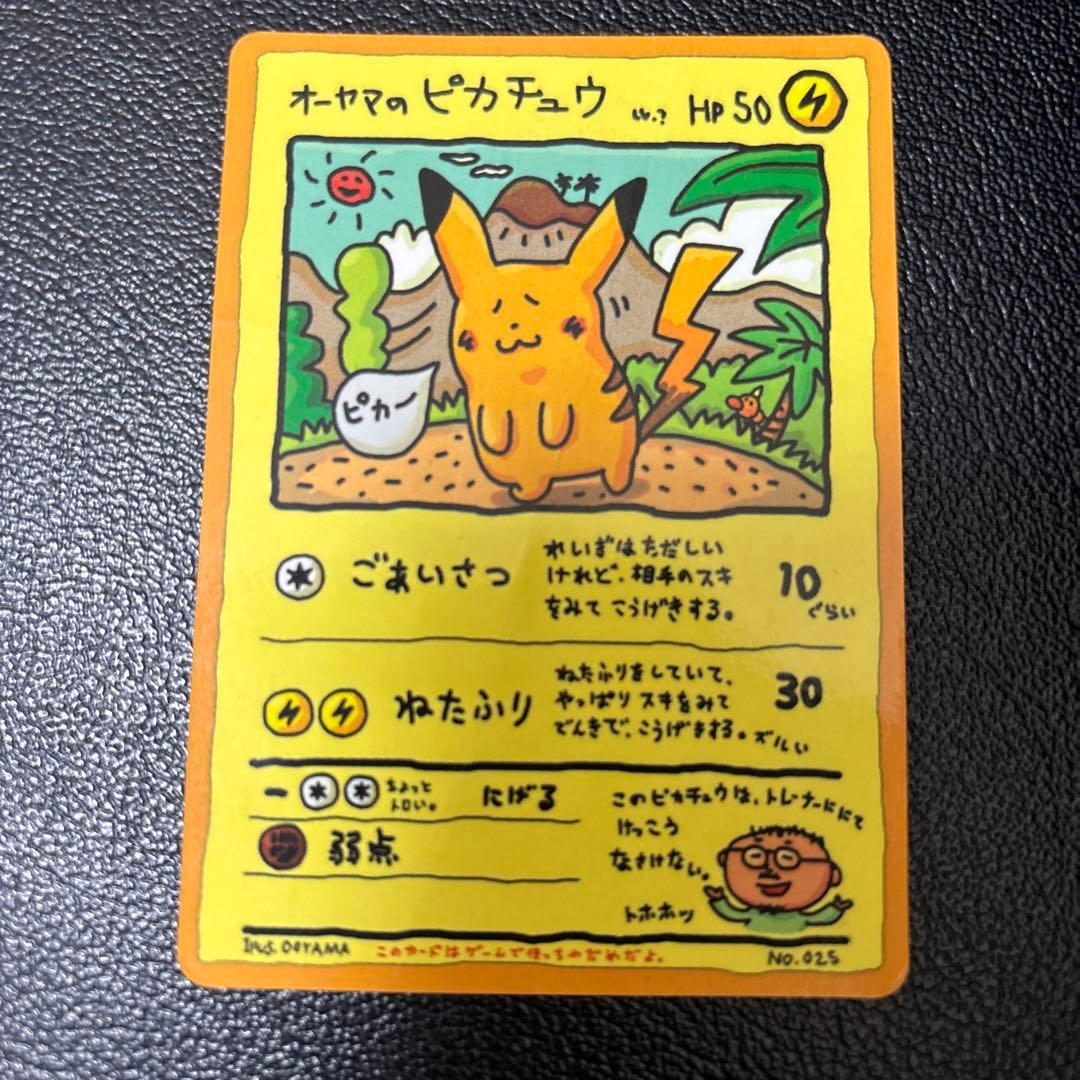 オーヤマの ピカチュウ LV.? HP 50
ピカー
ごあいさつ
れいぎはただしい
けれど、相手のスキ
をみて こうげきする。
10
ぐらい
ねたふり
ねたふりをしていて、
やっぱり スキをみて
でんきで、こうげきする。ズルい
30
− ちょっと
トロい。
にげる
弱点
このピカチュウは、トレーナーににて
けっこう
なさけない。
トホホッ
Illus. OOYAMA
このカードはゲームで使っちゃだめだよ。
NO. 025